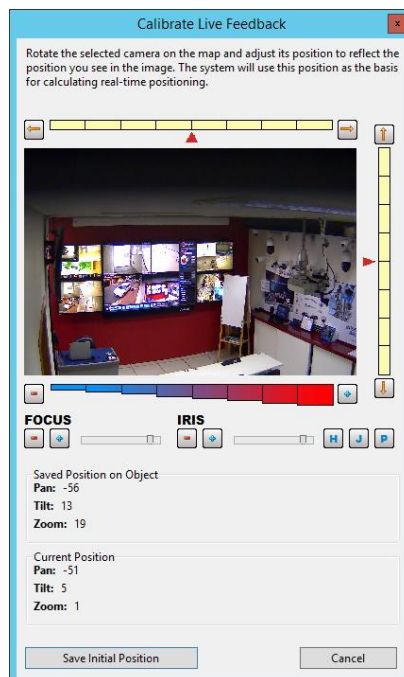 Calibrate Live Feedback
x
Rotate the selected camera on the map and adjust its position to reflect the
position you see in the image. The system will use this position as the basis
for calculating real-time positioning.
FOCUS
IRIS
H J P
Saved Position on Object
Pan: -56
Tilt: 13
Zoom: 19
Current Position
Pan: -51
Tilt: 5
Zoom: 1
Save Initial Position
Cancel